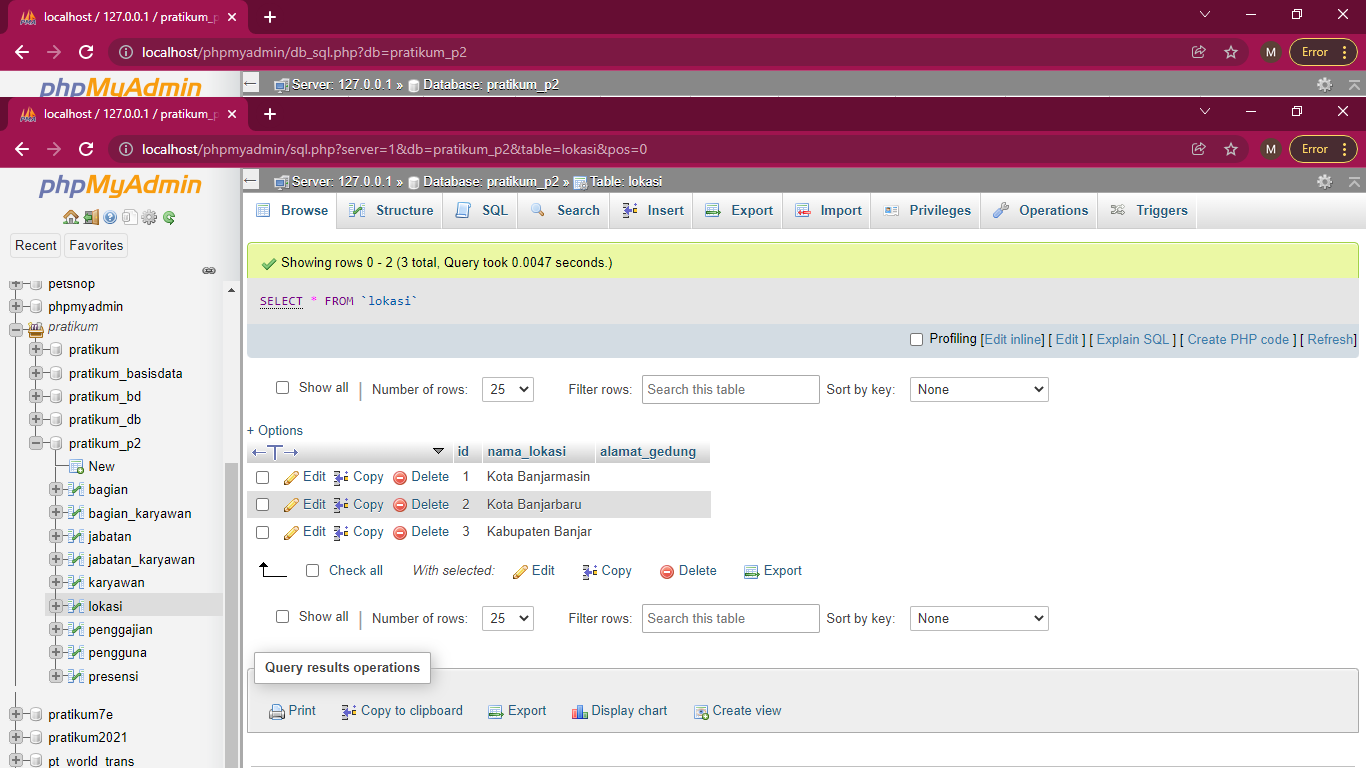 localhost / 127.0.0.1 / pratikum_p
localhost/phpmyadmin/db_sql.php?db=pratikum_p2
M
Error
phpMyAdmin
Server: 127.0.0.1 » Database: pratikum_p2
localhost / 127.0.0.1 / pratikum_p
localhost/phpmyadmin/sql.php?server=1&db=pratikum_p2&table=lokasi&pos=0
M
Error
phpMyAdmin
Server: 127.0.0.1 » Database: pratikum_p2 » Table: lokasi
Browse Structure SQL Search Insert Export Import Privileges Operations Triggers
Recent Favorites
petshop
phpmyadmin
pratikum
pratikum
pratikum_basisdata
pratikum_bd
pratikum_db
pratikum_p2
New
bagian
bagian_karyawan
jabatan
jabatan_karyawan
karyawan
lokasi
penggajian
pengguna
presensi
pratikum7e
pratikum2021
pt_world_trans
Showing rows 0 - 2 (3 total, Query took 0.0047 seconds.)
SELECT * FROM `lokasi`
Profiling [Edit inline] [ Edit ] [ Explain SQL ] [ Create PHP code ] [ Refresh]
Show all | Number of rows: 25 Filter rows: Search this table Sort by key: None
+ Options
←T→ id nama_lokasi alamat_gedung
Edit Copy Delete 1 Kota Banjarmasin
Edit Copy Delete 2 Kota Banjarbaru
Edit Copy Delete 3 Kabupaten Banjar
Check all With selected: Edit Copy Delete Export
Show all | Number of rows: 25 Filter rows: Search this table Sort by key: None
Query results operations
Print Copy to clipboard Export Display chart Create view